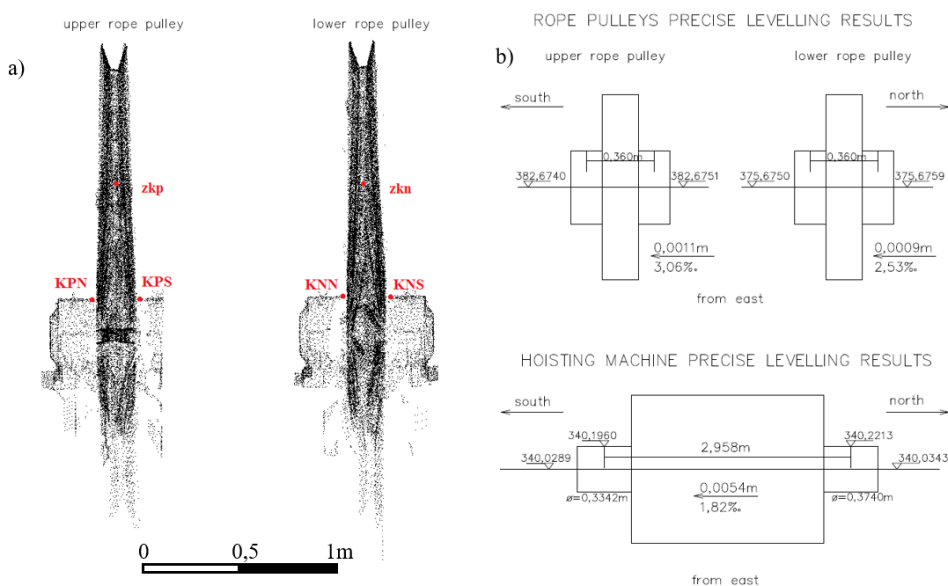 a)
upper rope pulley
lower rope pulley
zkp
zkn
KPN
KPS
KNN
KNS
0
0,5
1m
ROPE PULLEYS PRECISE LEVELLING RESULTS
b)
upper rope pulley
lower rope pulley
south
north
0,360m
0,360m
382,6740
382,6751
375,6750
375,6759
0,0011m
3,06‰
0,0009m
2,53‰
from east
HOISTING MACHINE PRECISE LEVELLING RESULTS
south
north
340,1960
340,2213
2,958m
340,0289
340,0343
0,0054m
1,82‰
ø=0,3342m
ø=0,3740m
from east